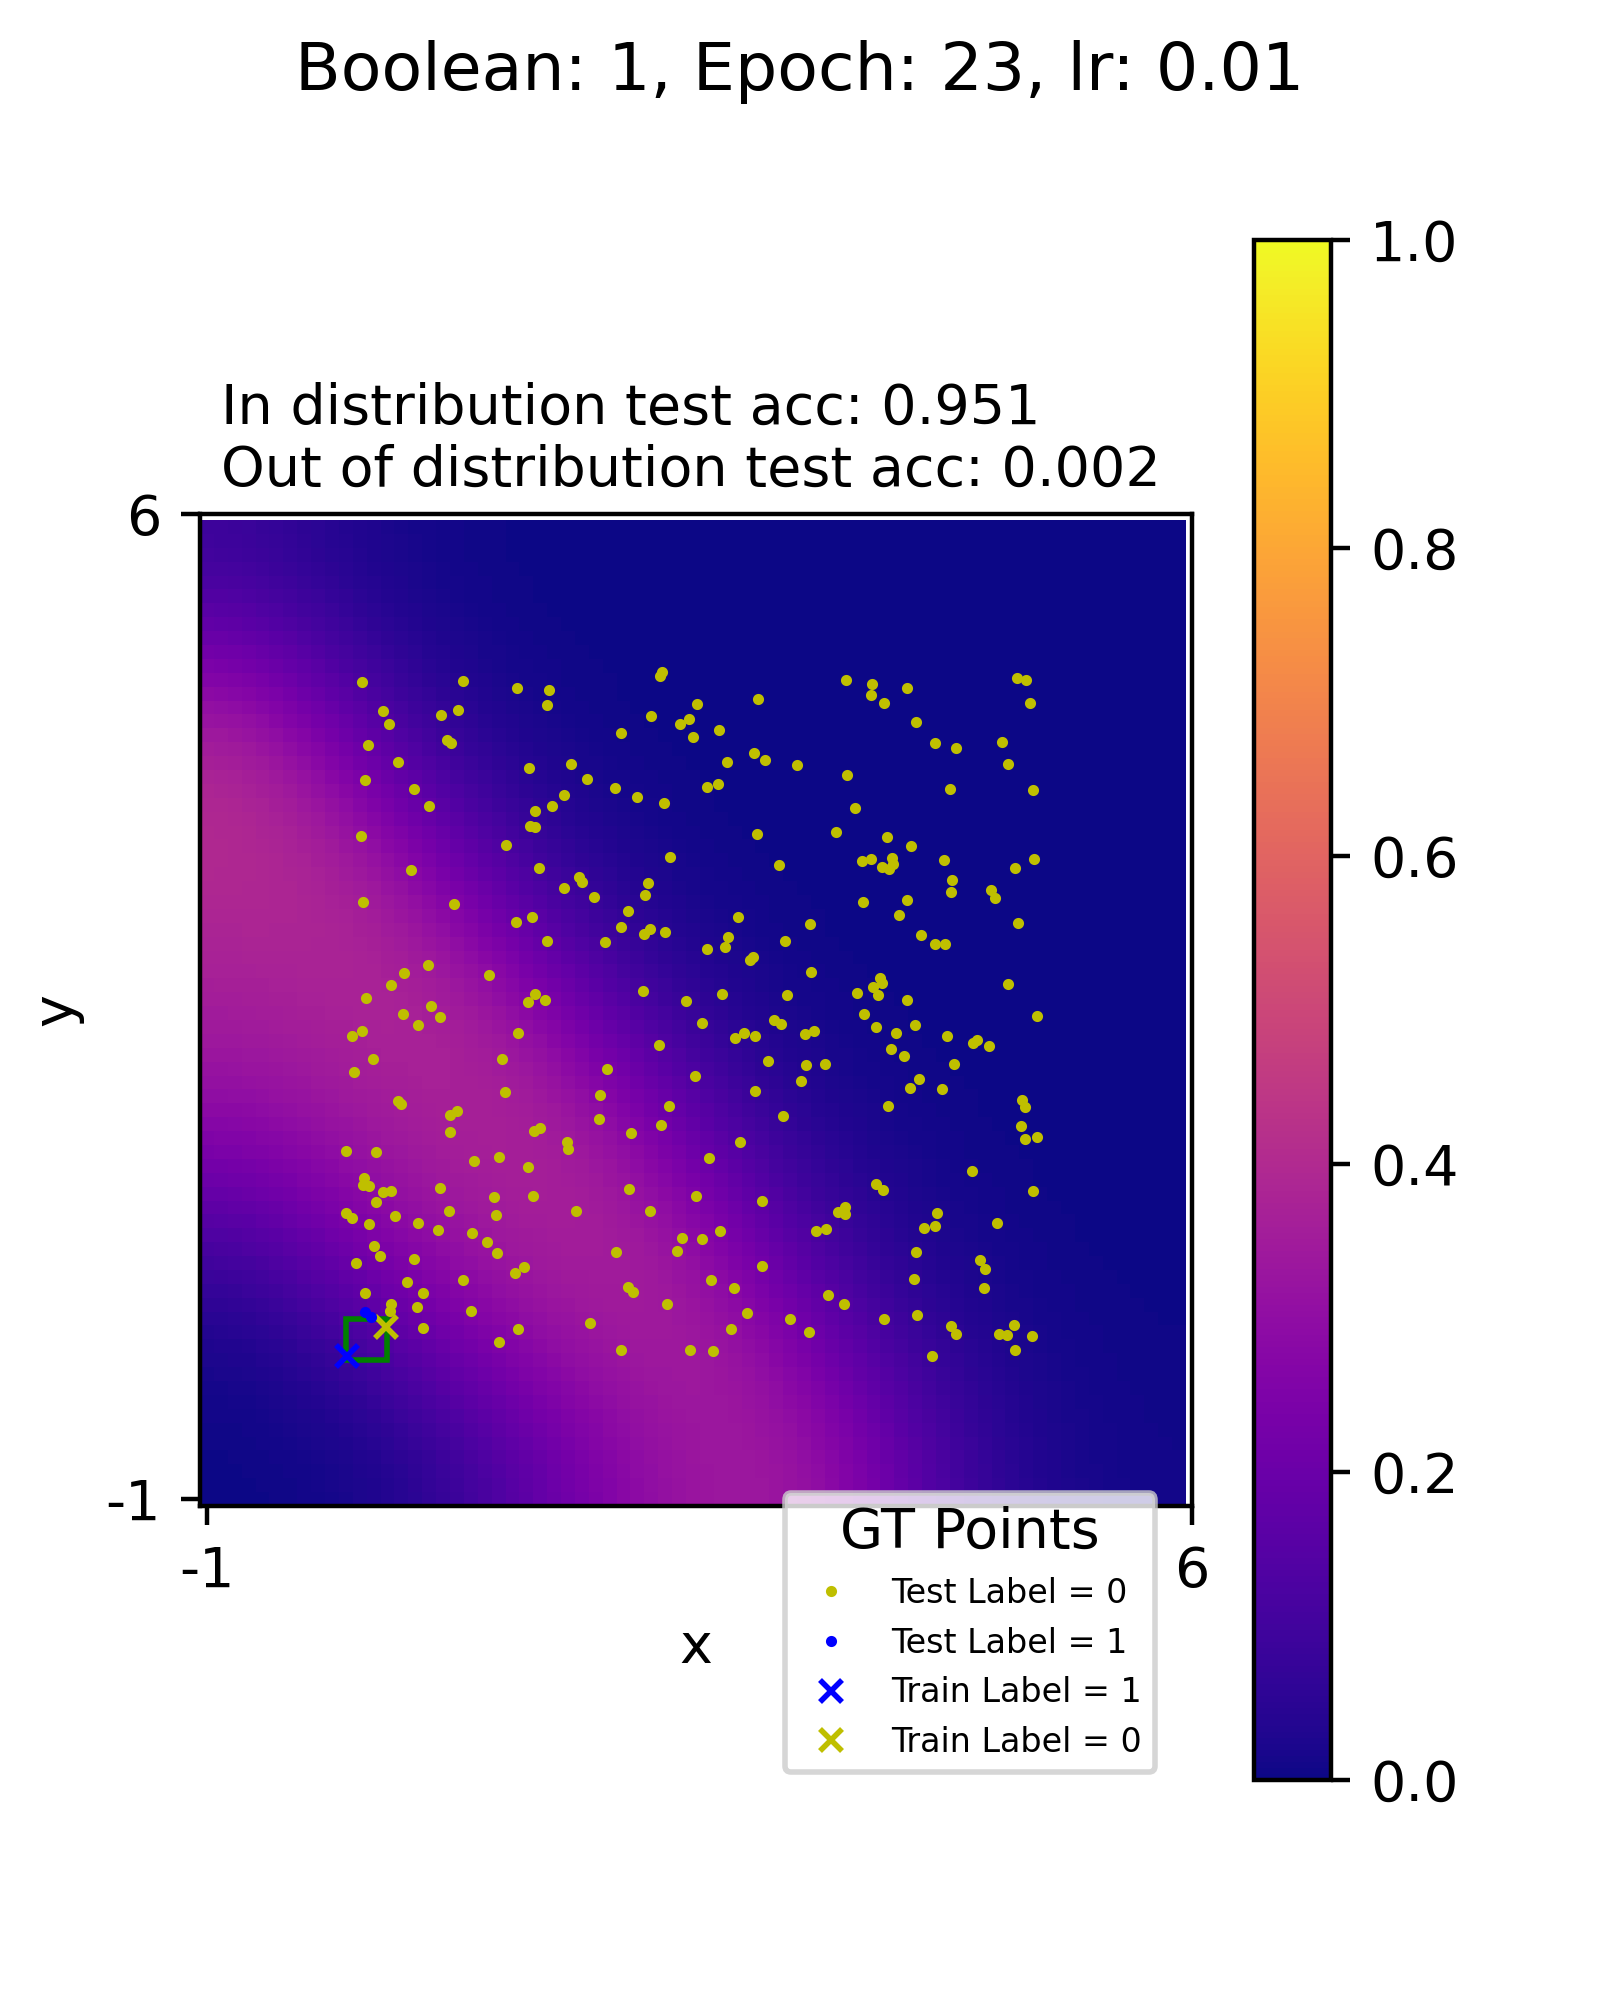 Boolean: 1, Epoch: 23, lr: 0.01
In distribution test acc: 0.951
Out of distribution test acc: 0.002
6
y
-1
-1
6
x
1.0
0.8
0.6
0.4
0.2
0.0
GT Points
Test Label = 0
Test Label = 1
Train Label = 1
Train Label = 0